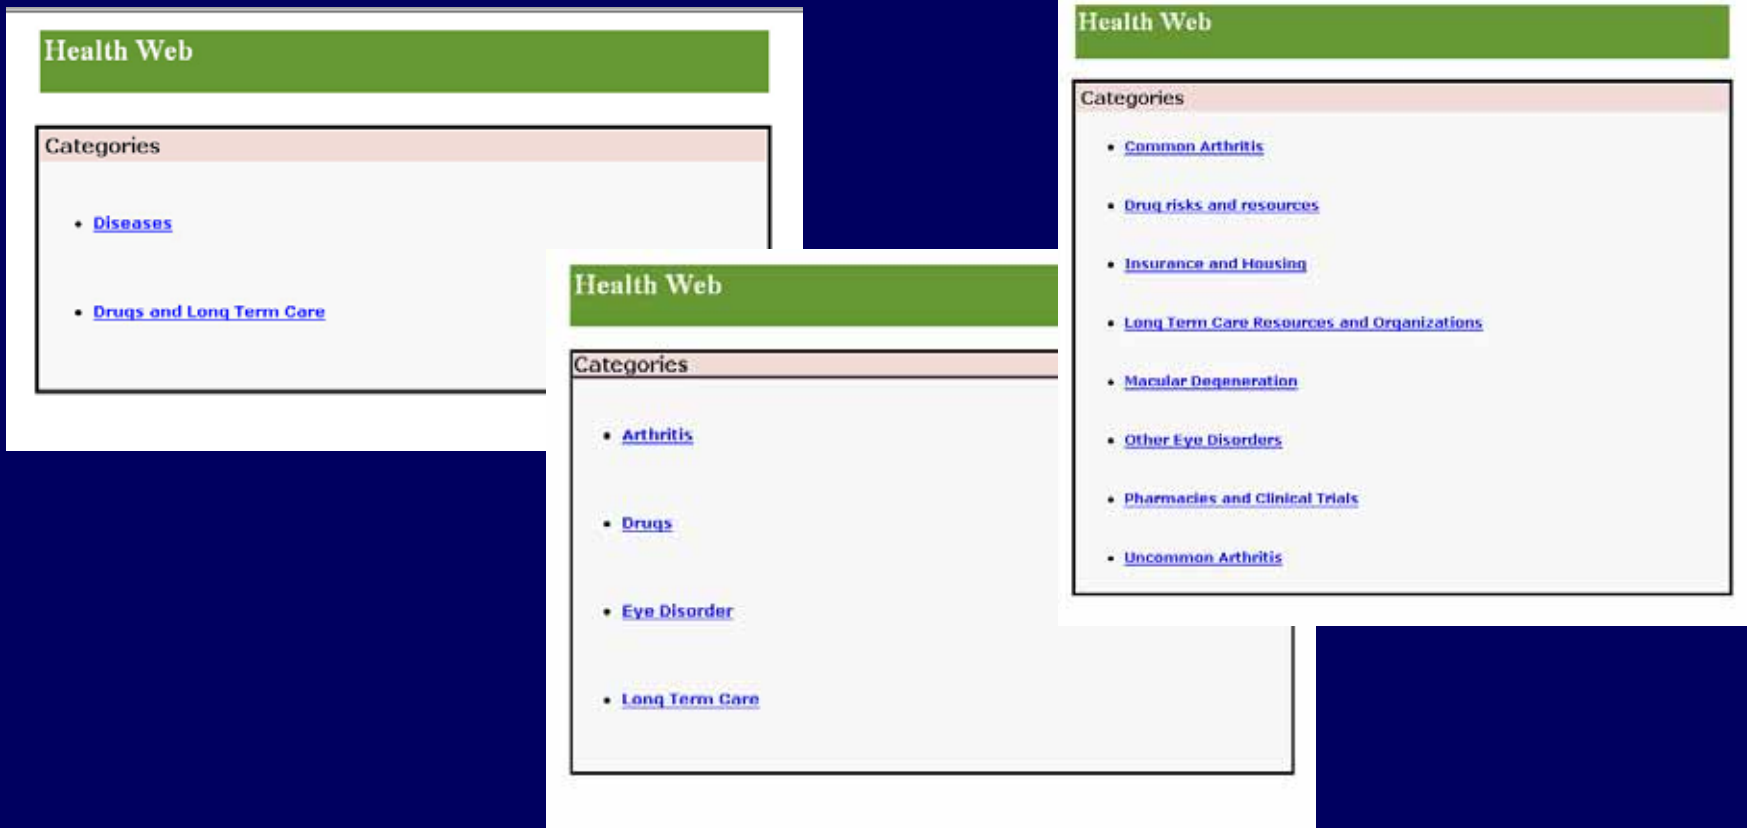 Health Web
Categories
Diseases
Drugs and Long Term Care
Health Web
Categories
Arthritis
Drugs
Eye Disorder
Long Term Care
Health Web
Categories
Common Arthritis
Drug risks and resources
Insurance and Housing
Long Term Care Resources and Organizations
Macular Degeneration
Other Eye Disorders
Pharmacies and Clinical Trials
Uncommon Arthritis